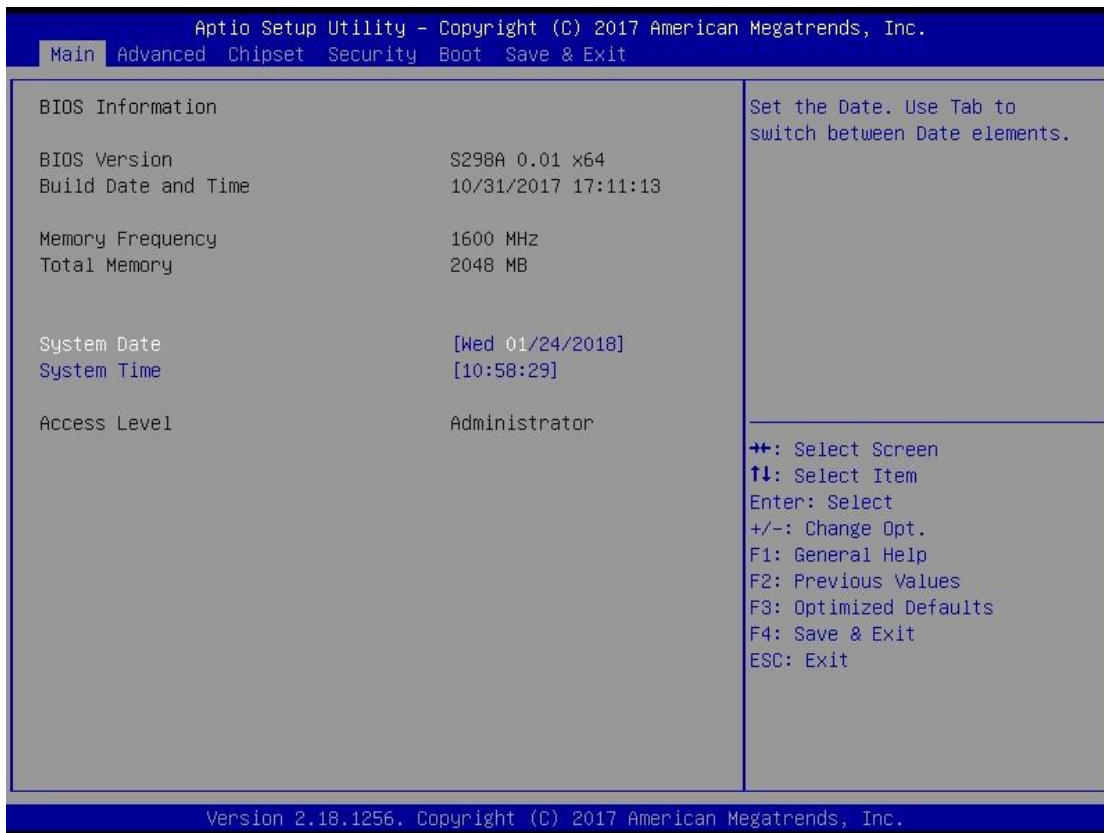 Aptio Setup Utility – Copyright (C) 2017 American Megatrends, Inc.
Main Advanced Chipset Security Boot Save & Exit
BIOS Information
BIOS Version S298A 0.01 x64
Build Date and Time 10/31/2017 17:11:13
Memory Frequency 1600 MHz
Total Memory 2048 MB
System Date [Wed 01/24/2018]
System Time [10:58:29]
Access Level Administrator
Set the Date. Use Tab to
switch between Date elements.
→←: Select Screen
↑↓: Select Item
Enter: Select
+/-: Change Opt.
F1: General Help
F2: Previous Values
F3: Optimized Defaults
F4: Save & Exit
ESC: Exit
Version 2.18.1256. Copyright (C) 2017 American Megatrends, Inc.